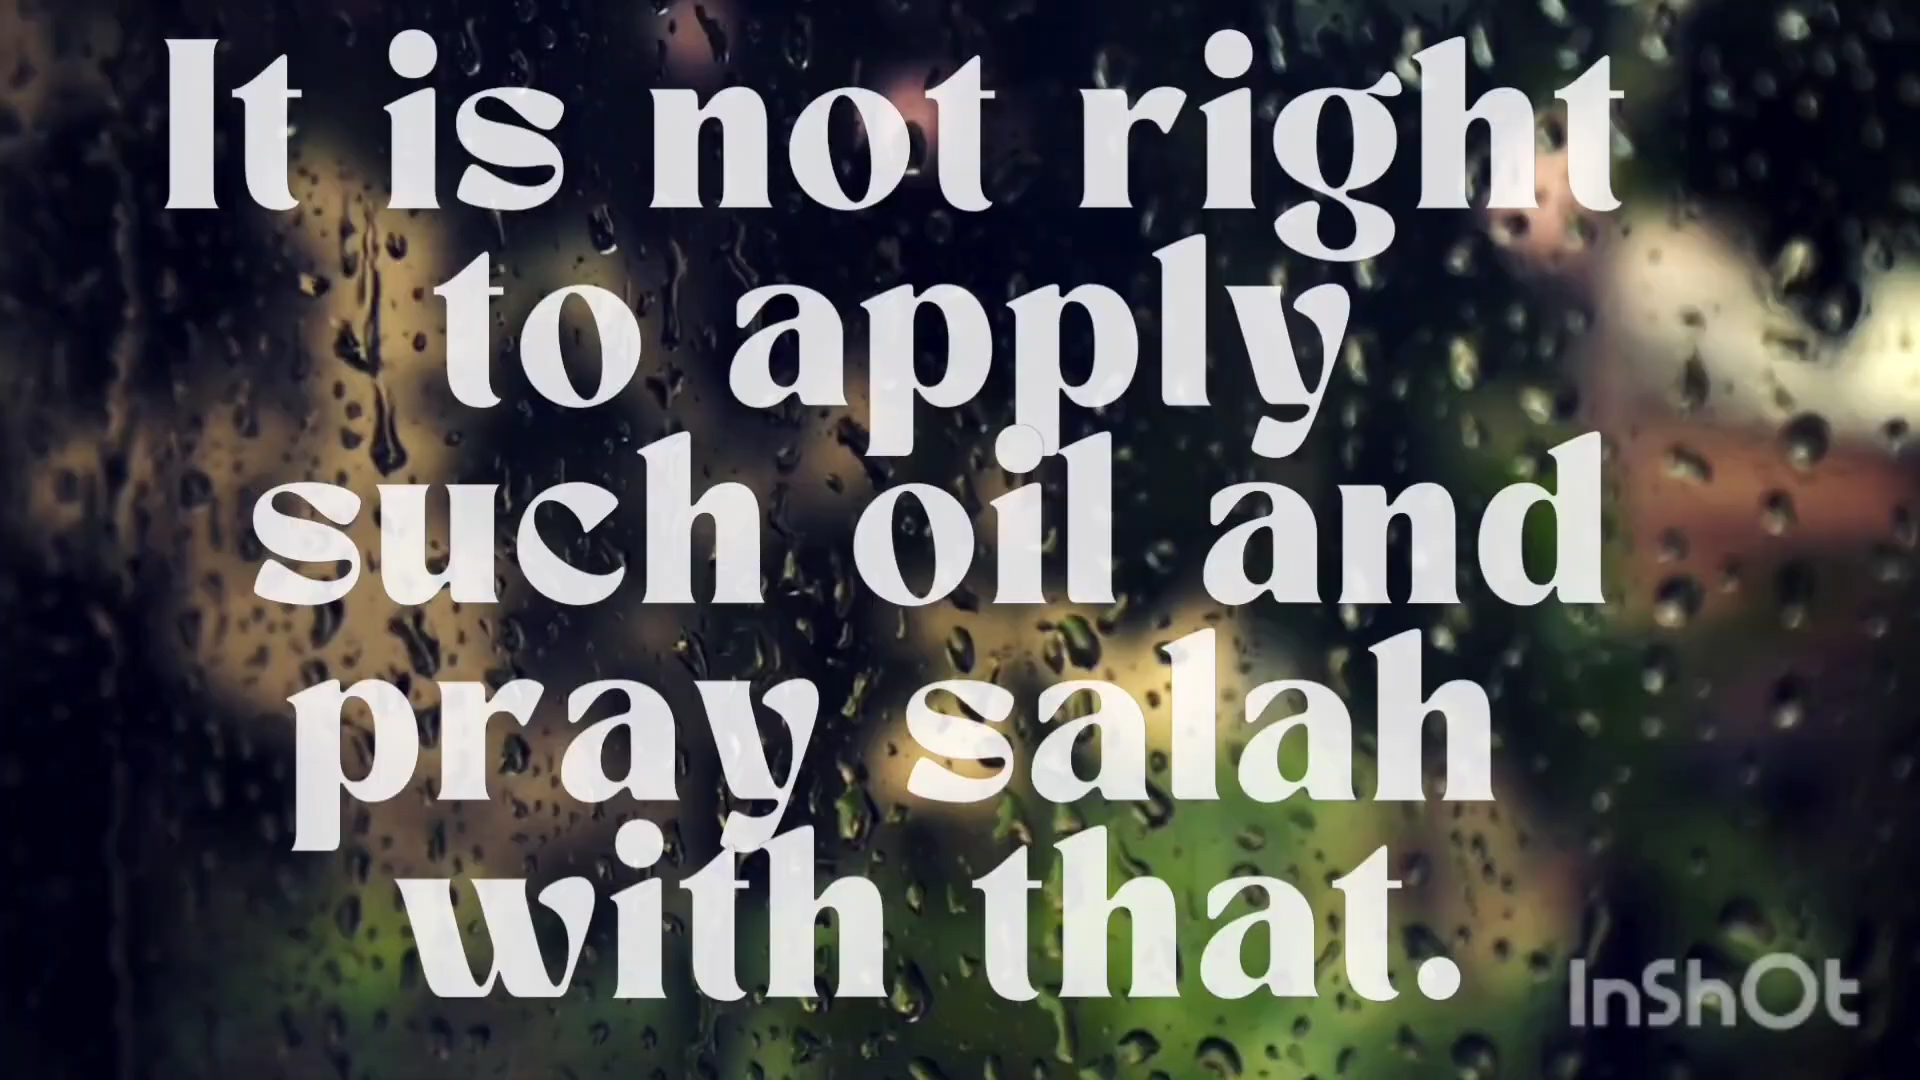 It is not right
to apply
such oil and
pray salah
with that.
InShOt